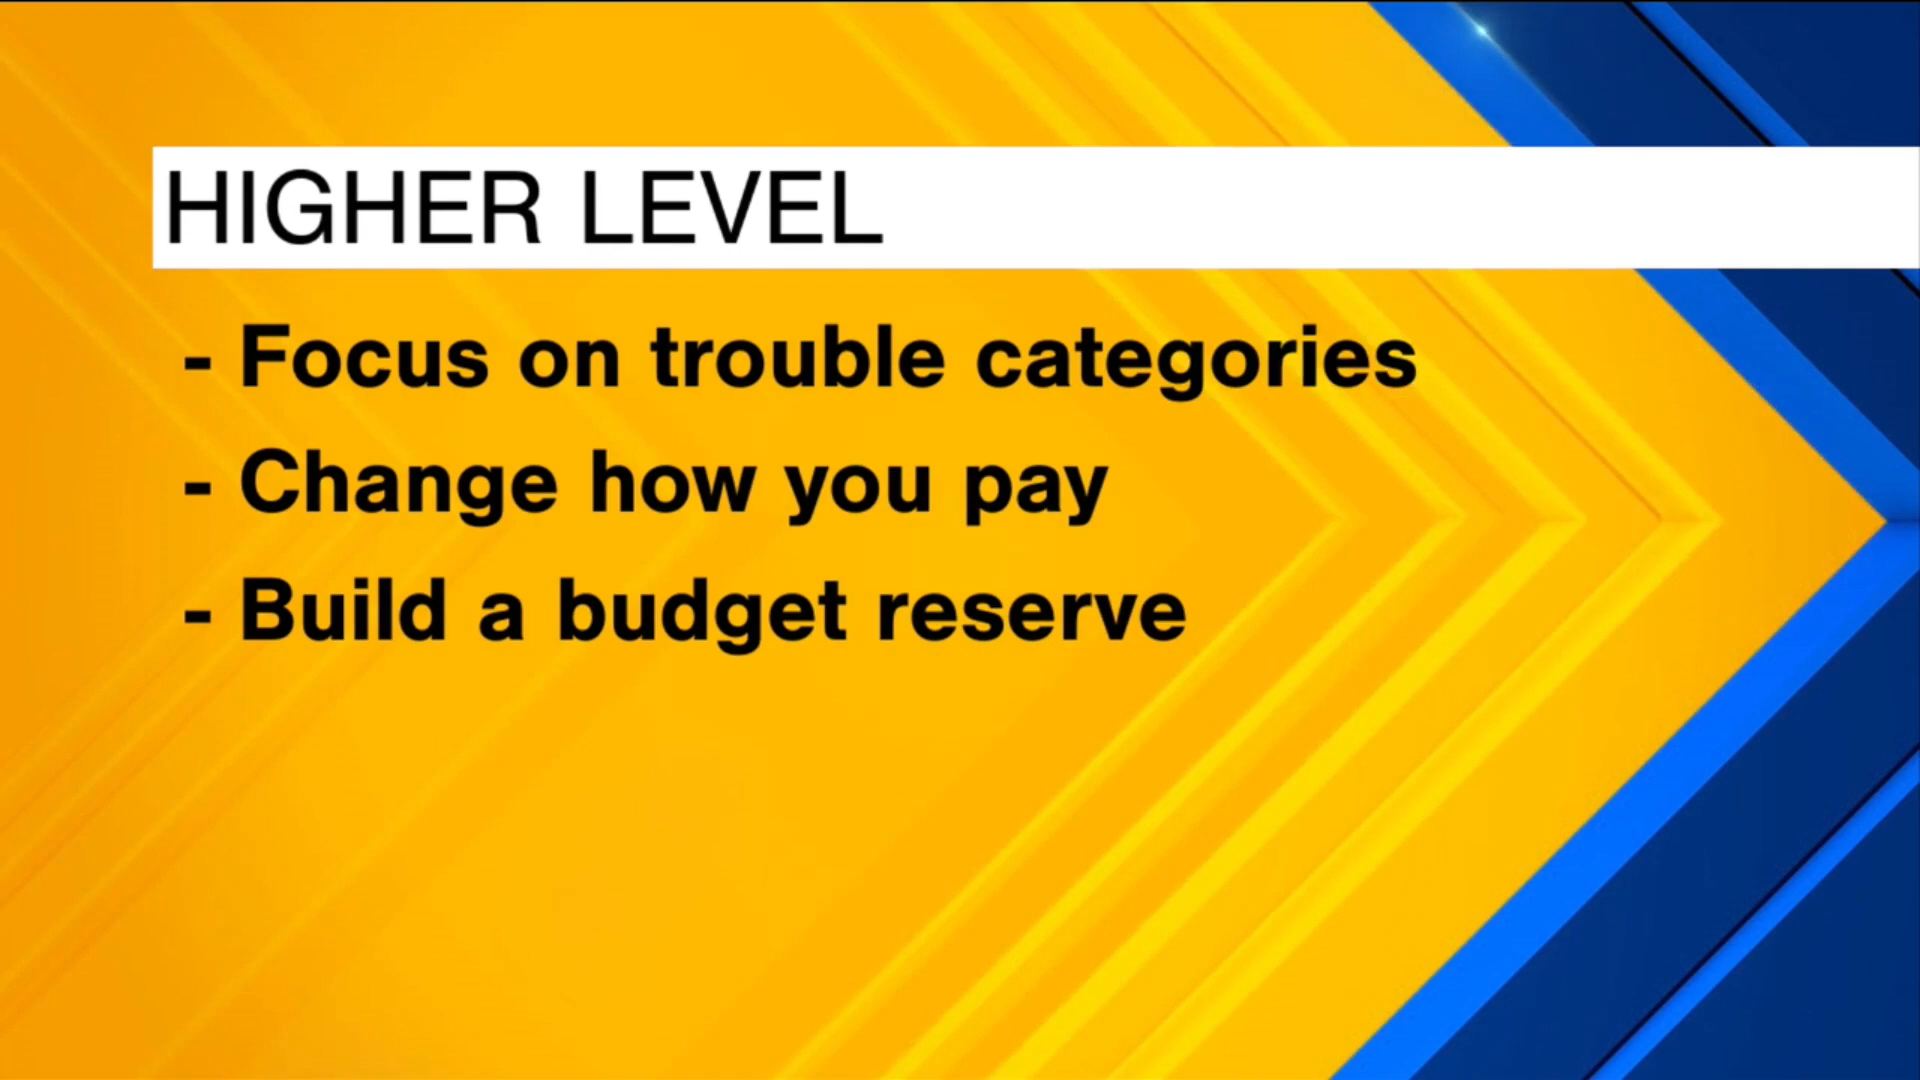 HIGHER LEVEL
- Focus on trouble categories
- Change how you pay
- Build a budget reserve